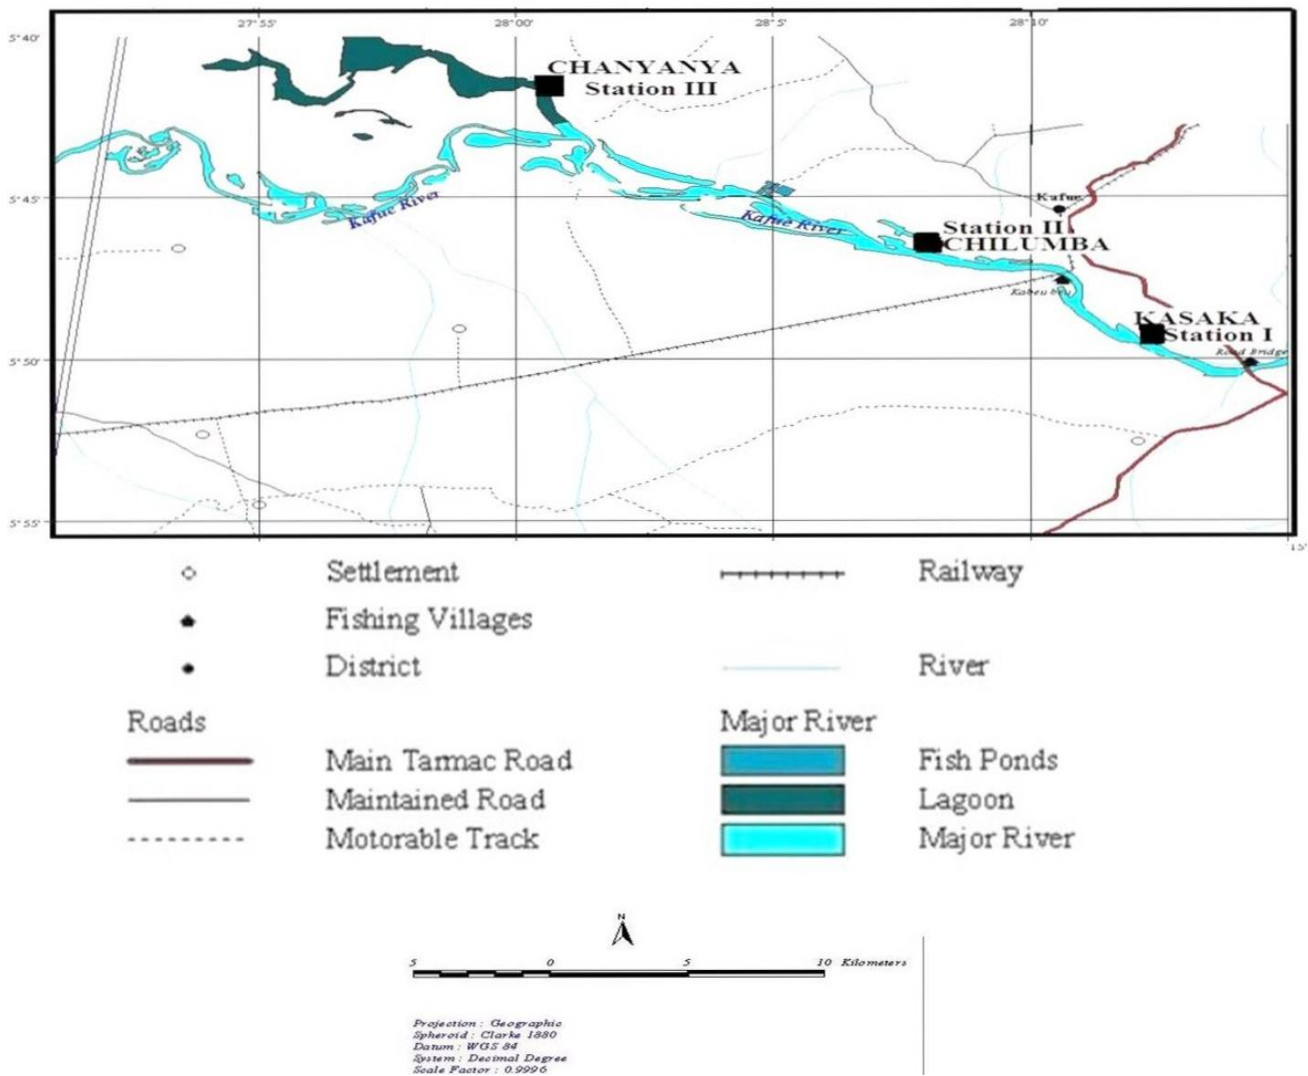 27°55' 28°00' 28°5' 28°10'
5°40'
CHANYANYA
Station III
5°45'
Kafue River
Kafue River
Kafue
Station II
CHILUMBA
KASAKA
Station I
Road Bridge
5°50'
5°55'
15'
Settlement
Railway
Fishing Villages
District
River
Roads
Major River
Main Tarmac Road
Fish Ponds
Maintained Road
Lagoon
Motorable Track
Major River
N
5 0 5 10 Kilometers
Projection : Geographic
Spheroid : Clarke 1880
Datum : WGS 84
System : Decimal Degree
Scale Factor : 0.9996